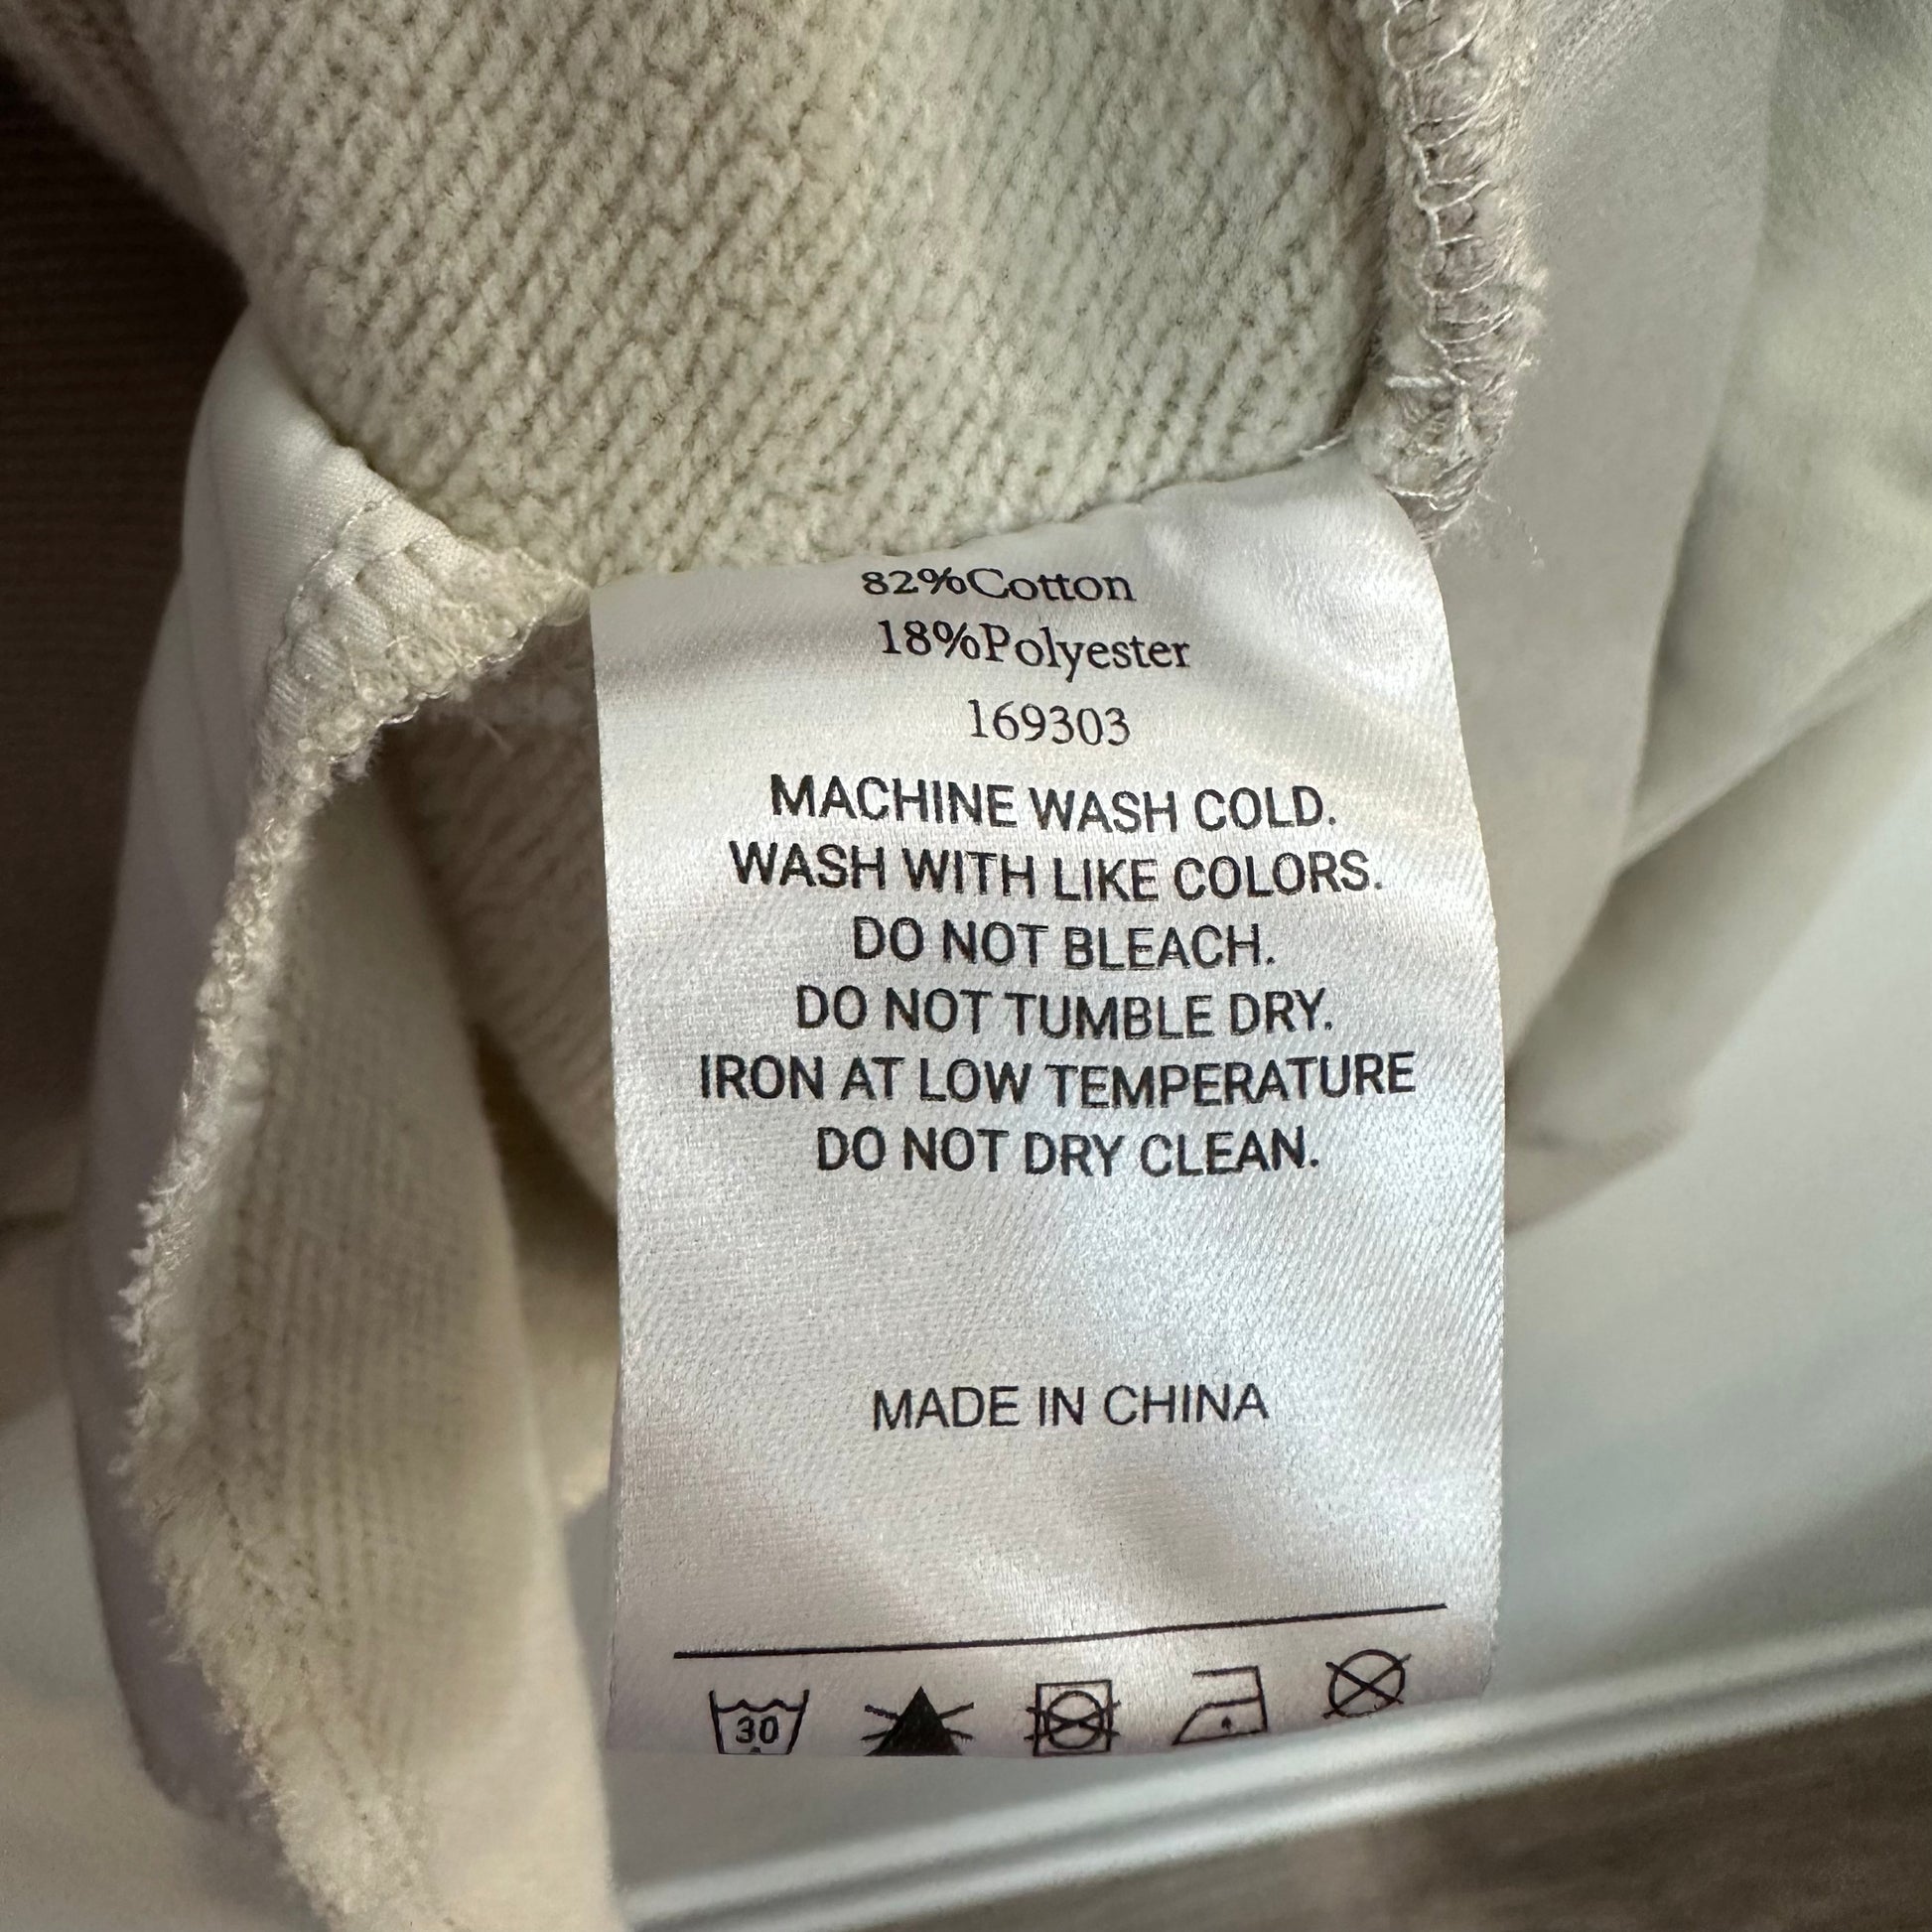 82%Cotton
18%Polyester
169303
MACHINE WASH COLD.
WASH WITH LIKE COLORS.
DO NOT BLEACH.
DO NOT TUMBLE DRY.
IRON AT LOW TEMPERATURE
DO NOT DRY CLEAN.
MADE IN CHINA
30